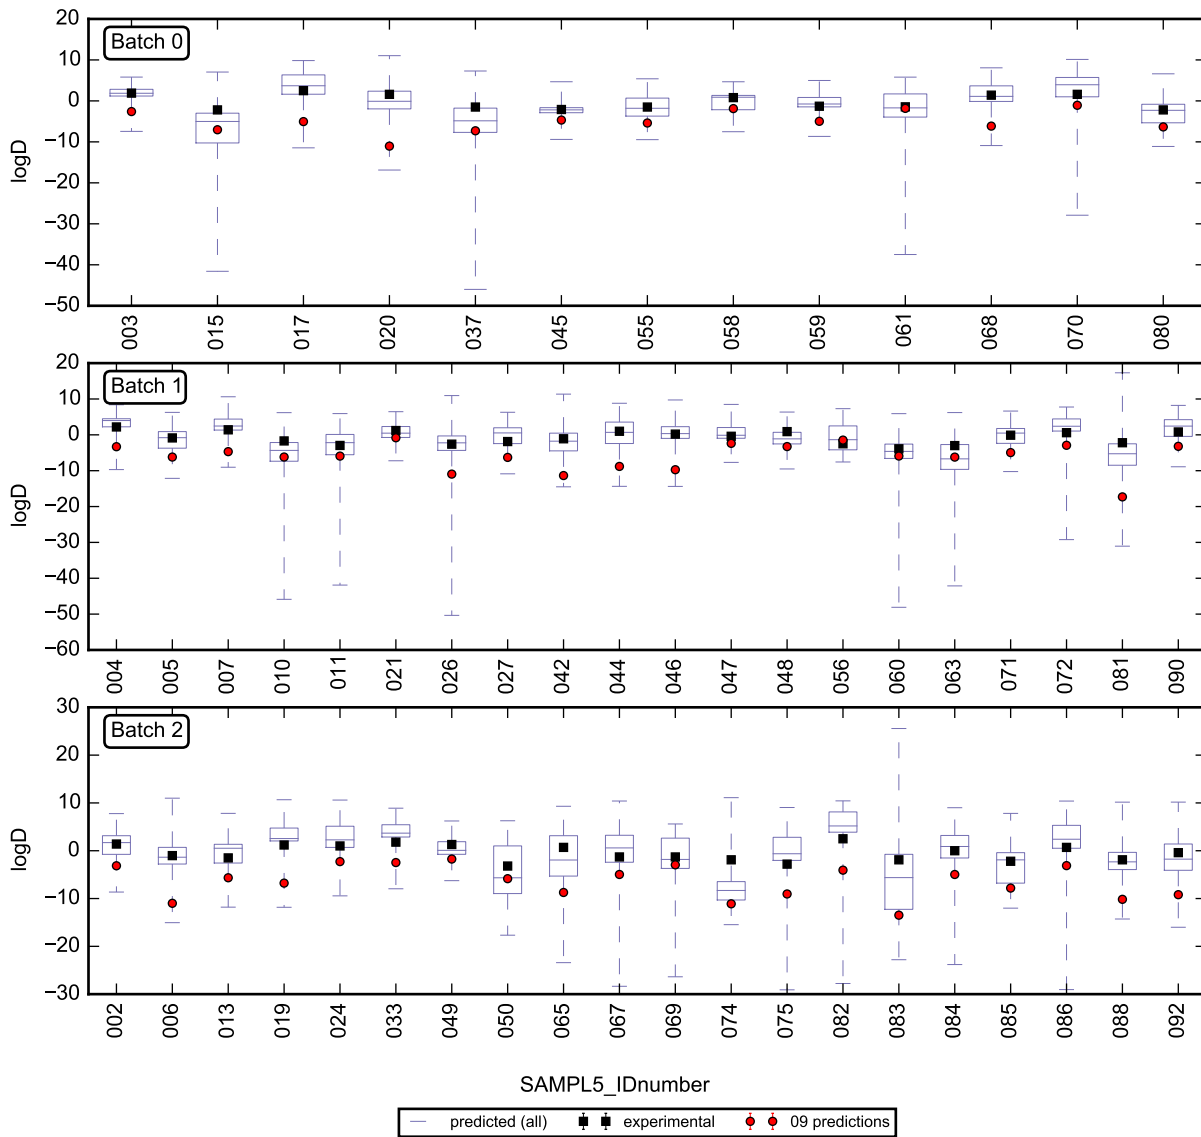 20
Batch 0
10
0
−10
−20
−30
−40
−50
logD
003 015 017 020 037 045 055 058 059 061 068 070 080
20
Batch 1
10
0
−10
−20
−30
−40
−50
−60
logD
004 005 007 010 011 021 026 027 042 044 046 047 048 056 060 063 071 072 081 090
30
Batch 2
20
10
0
−10
−20
−30
logD
002 006 013 019 024 033 049 050 065 067 069 074 075 082 083 084 085 086 088 092
SAMPL5_IDnumber
predicted (all) experimental 09 predictions